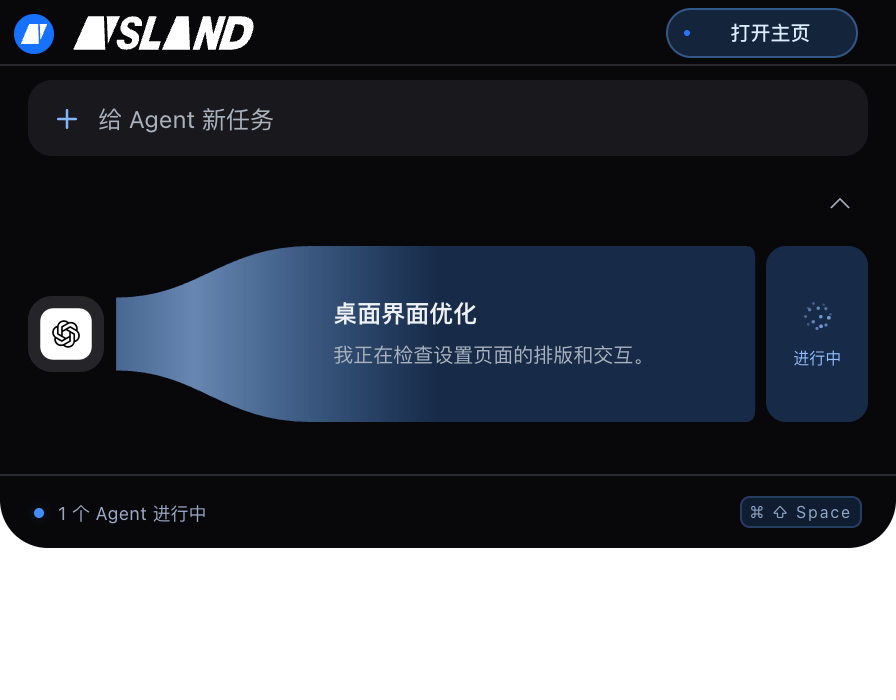 AISLAND
打开主页
给 Agent 新任务
桌面界面优化
我正在检查设置页面的排版和交互。
进行中
1 个 Agent 进行中
⌘ ⇧ Space